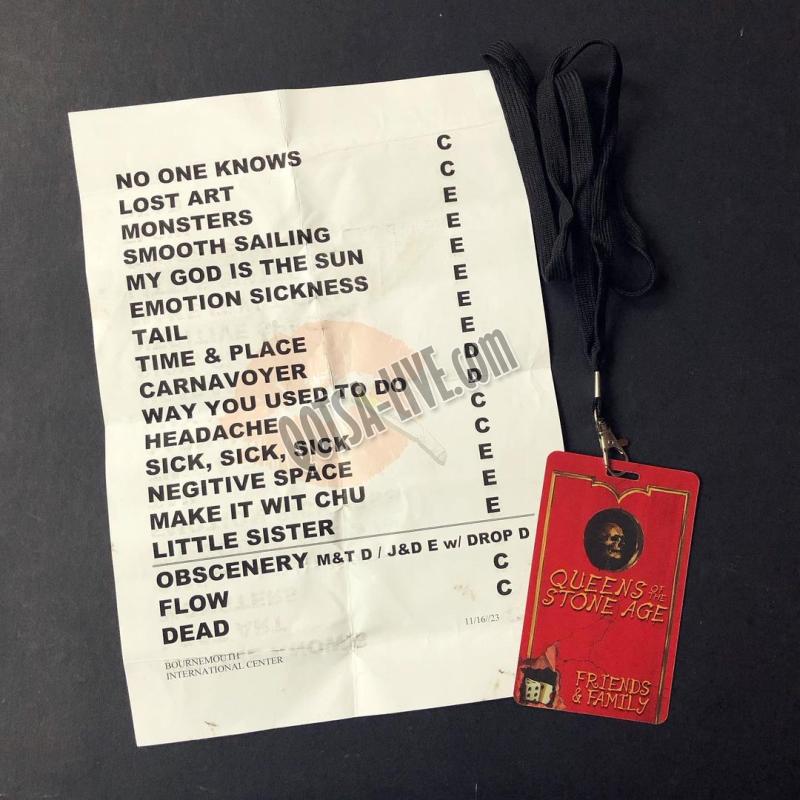 NO ONE KNOWS C
LOST ART C
MONSTERS E
SMOOTH SAILING E
MY GOD IS THE SUN E
EMOTION SICKNESS E
TAIL E
TIME & PLACE E
CARNAVOYER D
WAY YOU USED TO DO D
HEADACHE C
SICK, SICK, SICK C
NEGITIVE SPACE E
MAKE IT WIT CHU E
LITTLE SISTER E
OBSCENERY M&T D / J&D E w/ DROP D
FLOW C
DEAD C
11/16//23
BOURNEMOUTH
INTERNATIONAL CENTER
QOTSA-LIVE.com
QUEENS OF THE
STONE AGE
FRIENDS
& FAMILY